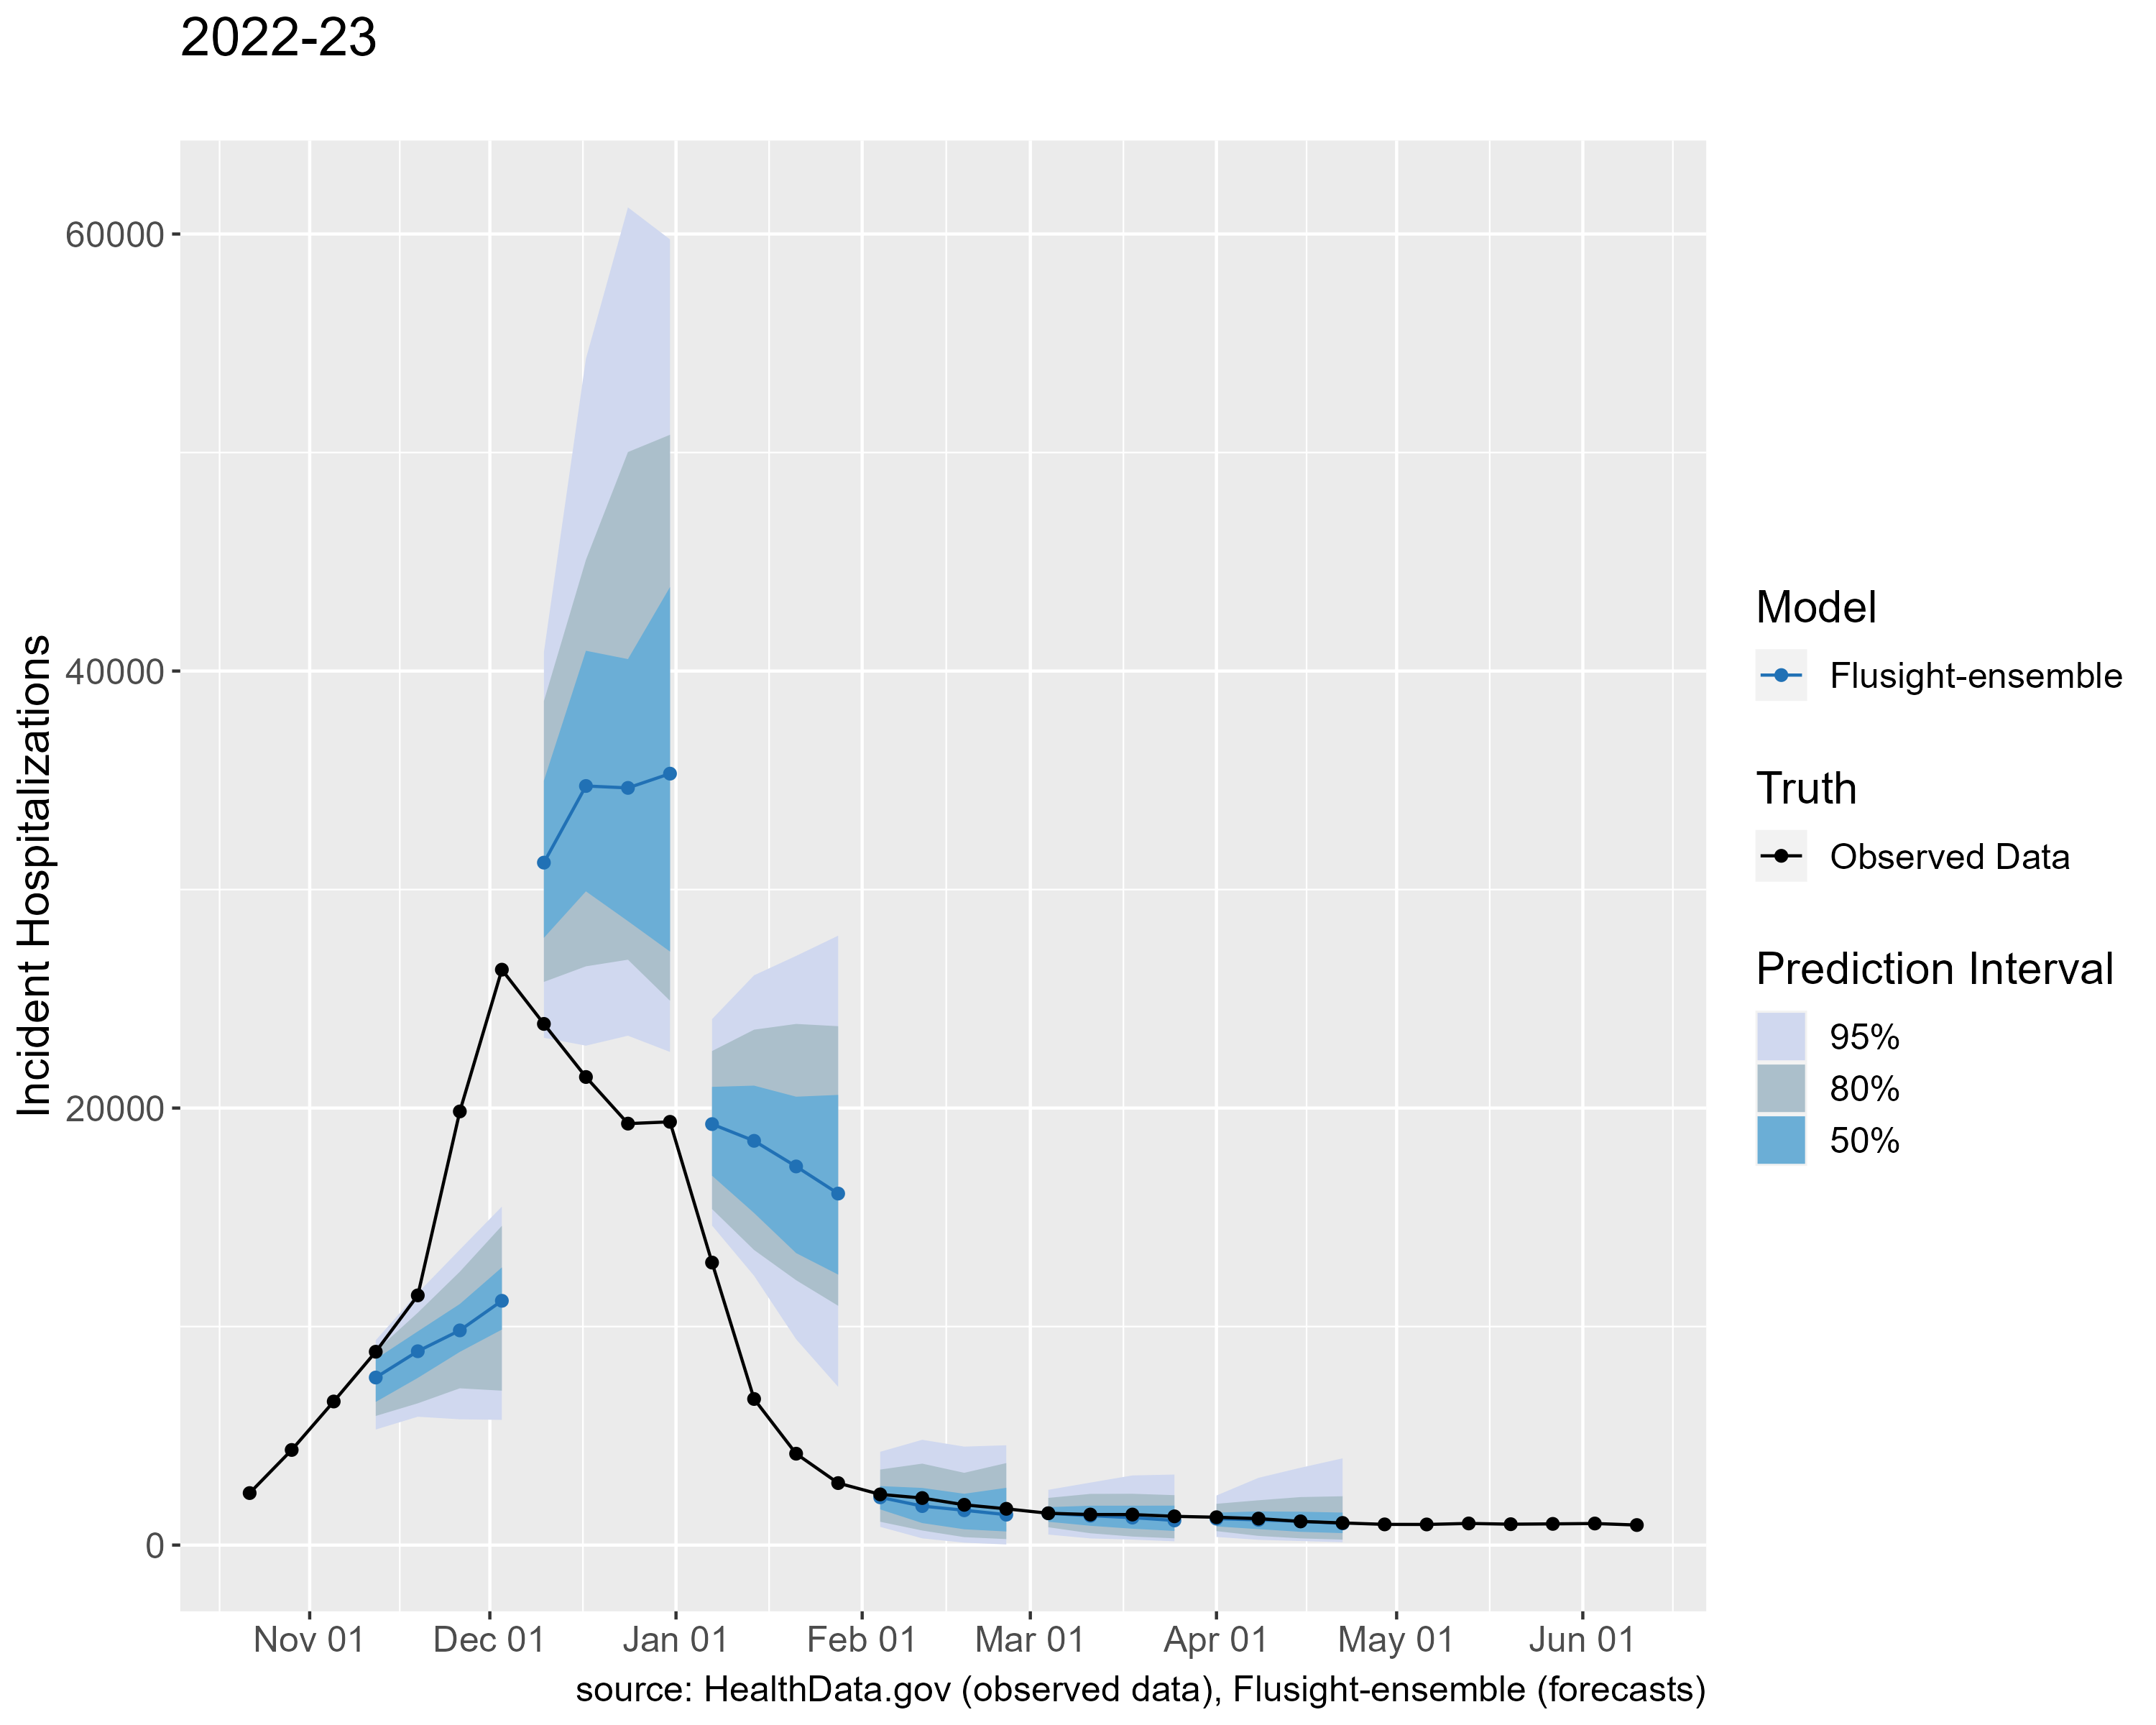 2022-23
Incident Hospitalizations
60000
40000
20000
0
Nov 01
Dec 01
Jan 01
Feb 01
Mar 01
Apr 01
May 01
Jun 01
source: HealthData.gov (observed data), Flusight-ensemble (forecasts)
Model
Flusight-ensemble
Truth
Observed Data
Prediction Interval
95%
80%
50%